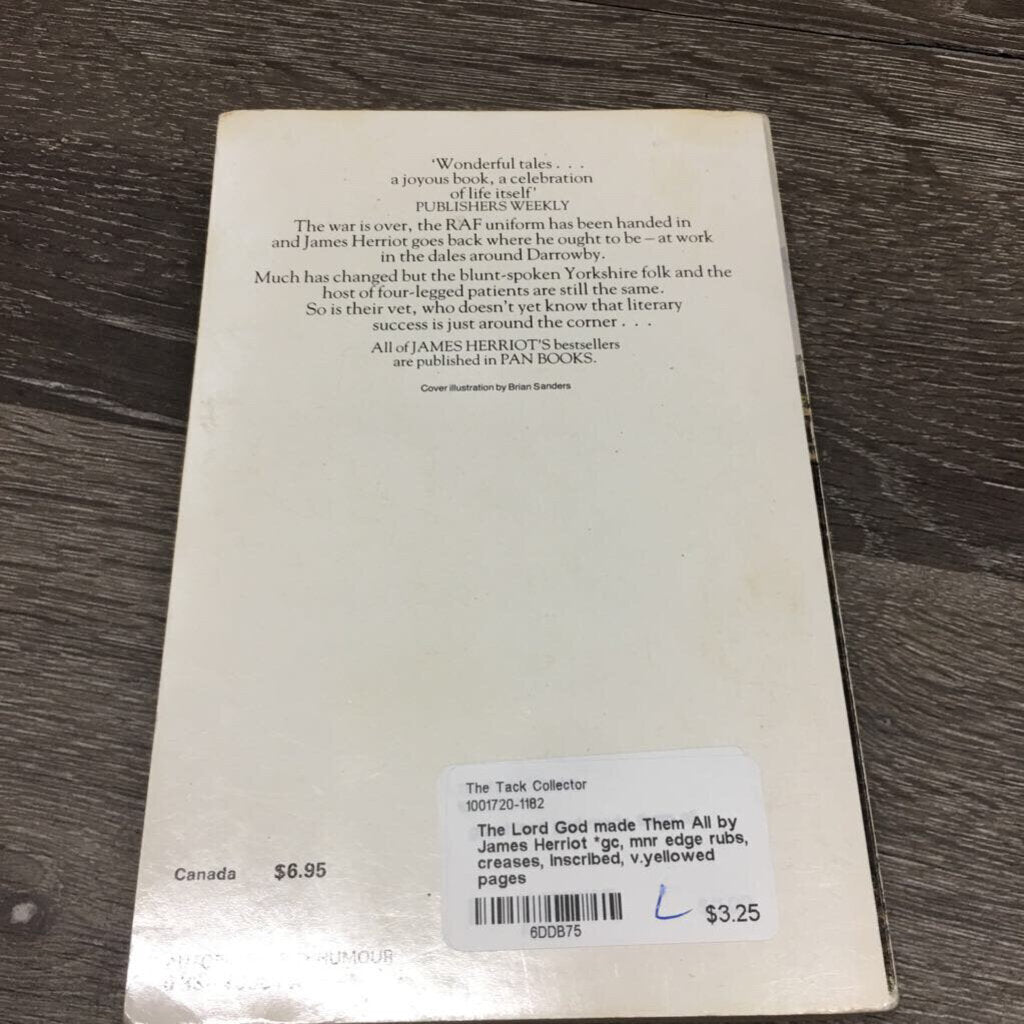 'Wonderful tales . . .
a joyous book, a celebration
of life itself'
PUBLISHERS WEEKLY
The war is over, the RAF uniform has been handed in
and James Herriot goes back where he ought to be – at work
in the dales around Darrowby.
Much has changed but the blunt-spoken Yorkshire folk and the
host of four-legged patients are still the same.
So is their vet, who doesn't yet know that literary
success is just around the corner . . .
All of JAMES HERRIOT'S bestsellers
are published in PAN BOOKS.
Cover illustration by Brian Sanders
The Tack Collector
1001720-1182
The Lord God made Them All by
James Herriot *gc, mnr edge rubs,
creases, Inscribed, v.yellowed
pages
6DDB75
L $3.25
Canada $6.95
HUMOUR